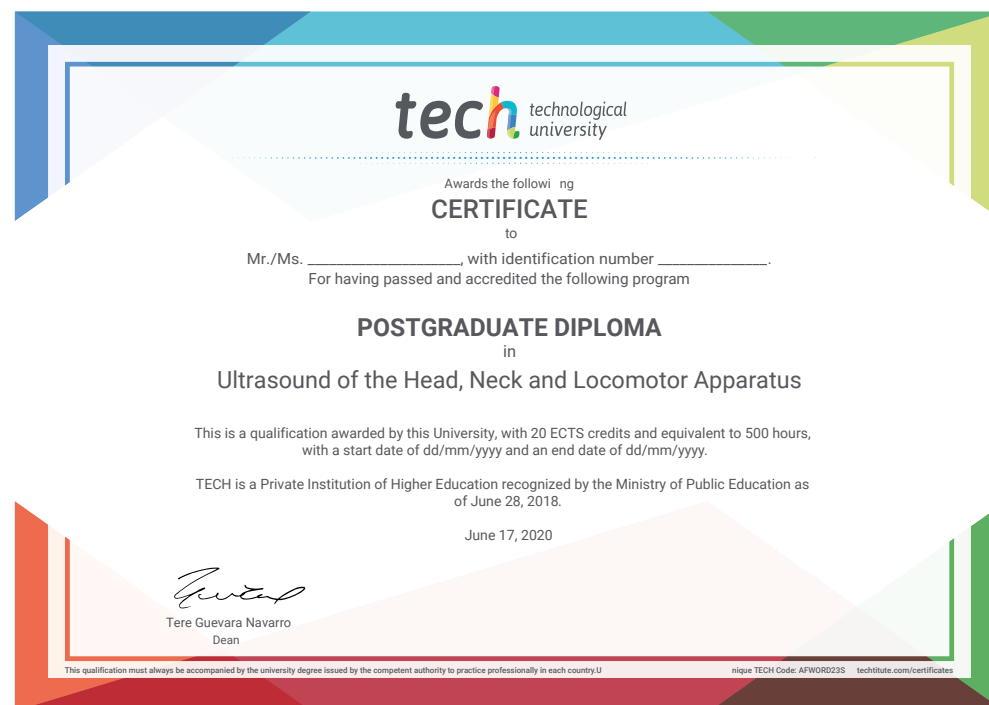 tech technological
university
Awards the followi ng
CERTIFICATE
to
Mr./Ms. _____________________, with identification number _______________.
For having passed and accredited the following program
POSTGRADUATE DIPLOMA
in
Ultrasound of the Head, Neck and Locomotor Apparatus
This is a qualification awarded by this University, with 20 ECTS credits and equivalent to 500 hours,
with a start date of dd/mm/yyyy and an end date of dd/mm/yyyy.
TECH is a Private Institution of Higher Education recognized by the Ministry of Public Education as
of June 28, 2018.
June 17, 2020
Tere Guevara Navarro
Dean
This qualification must always be accompanied by the university degree issued by the competent authority to practice professionally in each country.U nique TECH Code: AFWORD23S techtitute.com/certificates